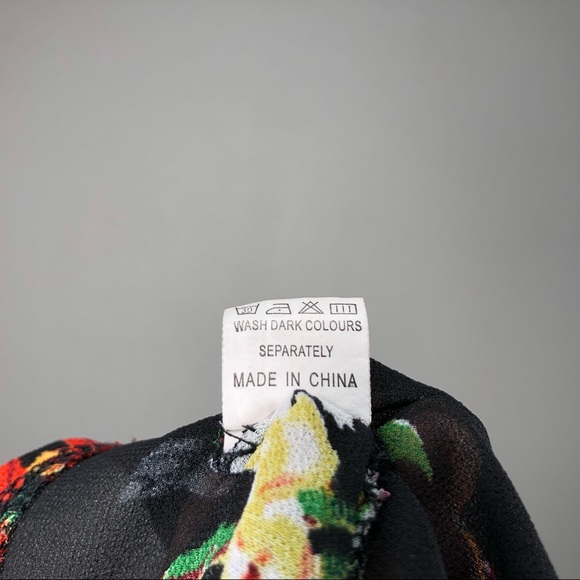 30
WASH DARK COLOURS
SEPARATELY
MADE IN CHINA